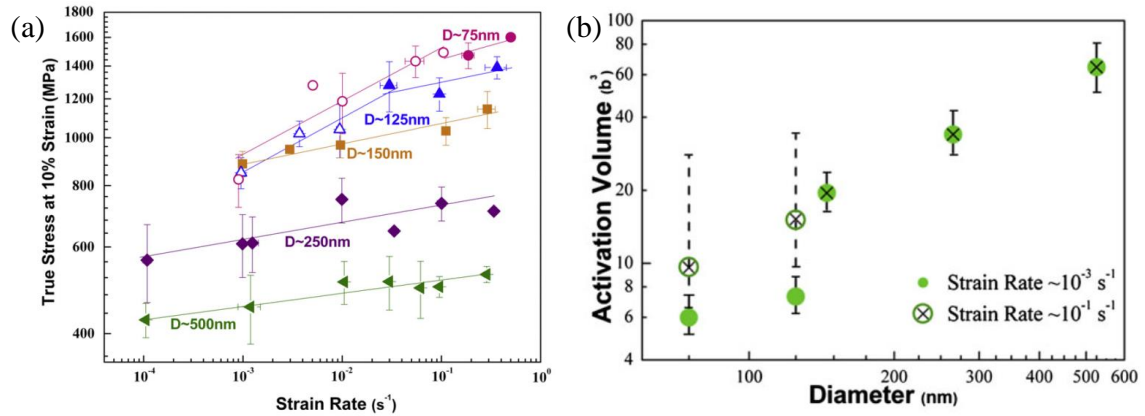 (a)
True Stress at 10% Strain (MPa)
1800
1600
1400
1200
1000
800
600
400
D~75nm
D~125nm
D~150nm
D~250nm
D~500nm
10⁻⁴
10⁻³
10⁻²
10⁻¹
10⁰
Strain Rate (s⁻¹)
(b)
Activation Volume (b³)
100
80
60
40
20
10
8
6
4
Strain Rate ~10⁻³ s⁻¹
Strain Rate ~10⁻¹ s⁻¹
100
200
300
400
500
600
Diameter (nm)